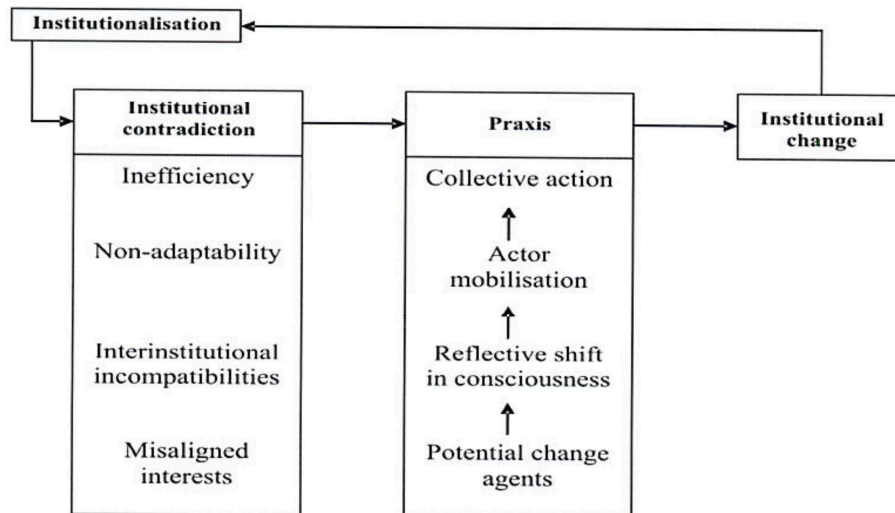 Institutionalisation
Institutional
contradiction
Inefficiency
Non-adaptability
Interinstitutional
incompatibilities
Misaligned
interests
Praxis
Collective action
Actor
mobilisation
Reflective shift
in consciousness
Potential change
agents
Institutional
change